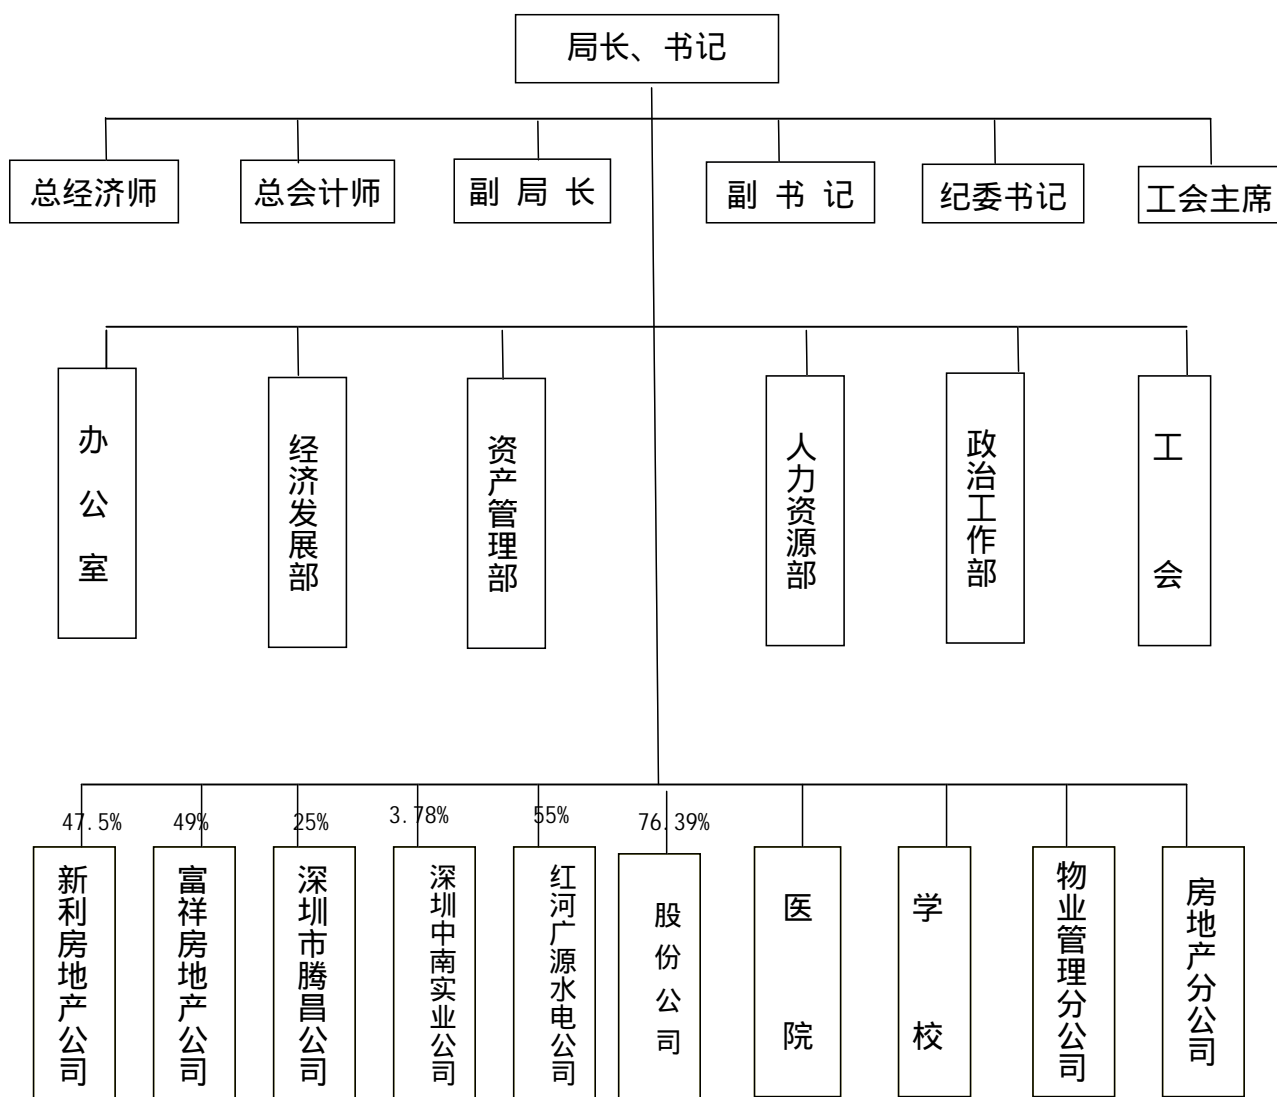 局长、书记
总经济师
总会计师
副 局 长
副 书 记
纪委书记
工会主席
办公室
经济发展部
资产管理部
人力资源部
政治工作部
工会
47.5%
49%
25%
3.78%
55%
76.39%
新利房地产公司
富祥房地产公司
深圳市腾昌公司
深圳中南实业公司
红河广源水电公司
股份公司
医院
学校
物业管理分公司
房地产分公司